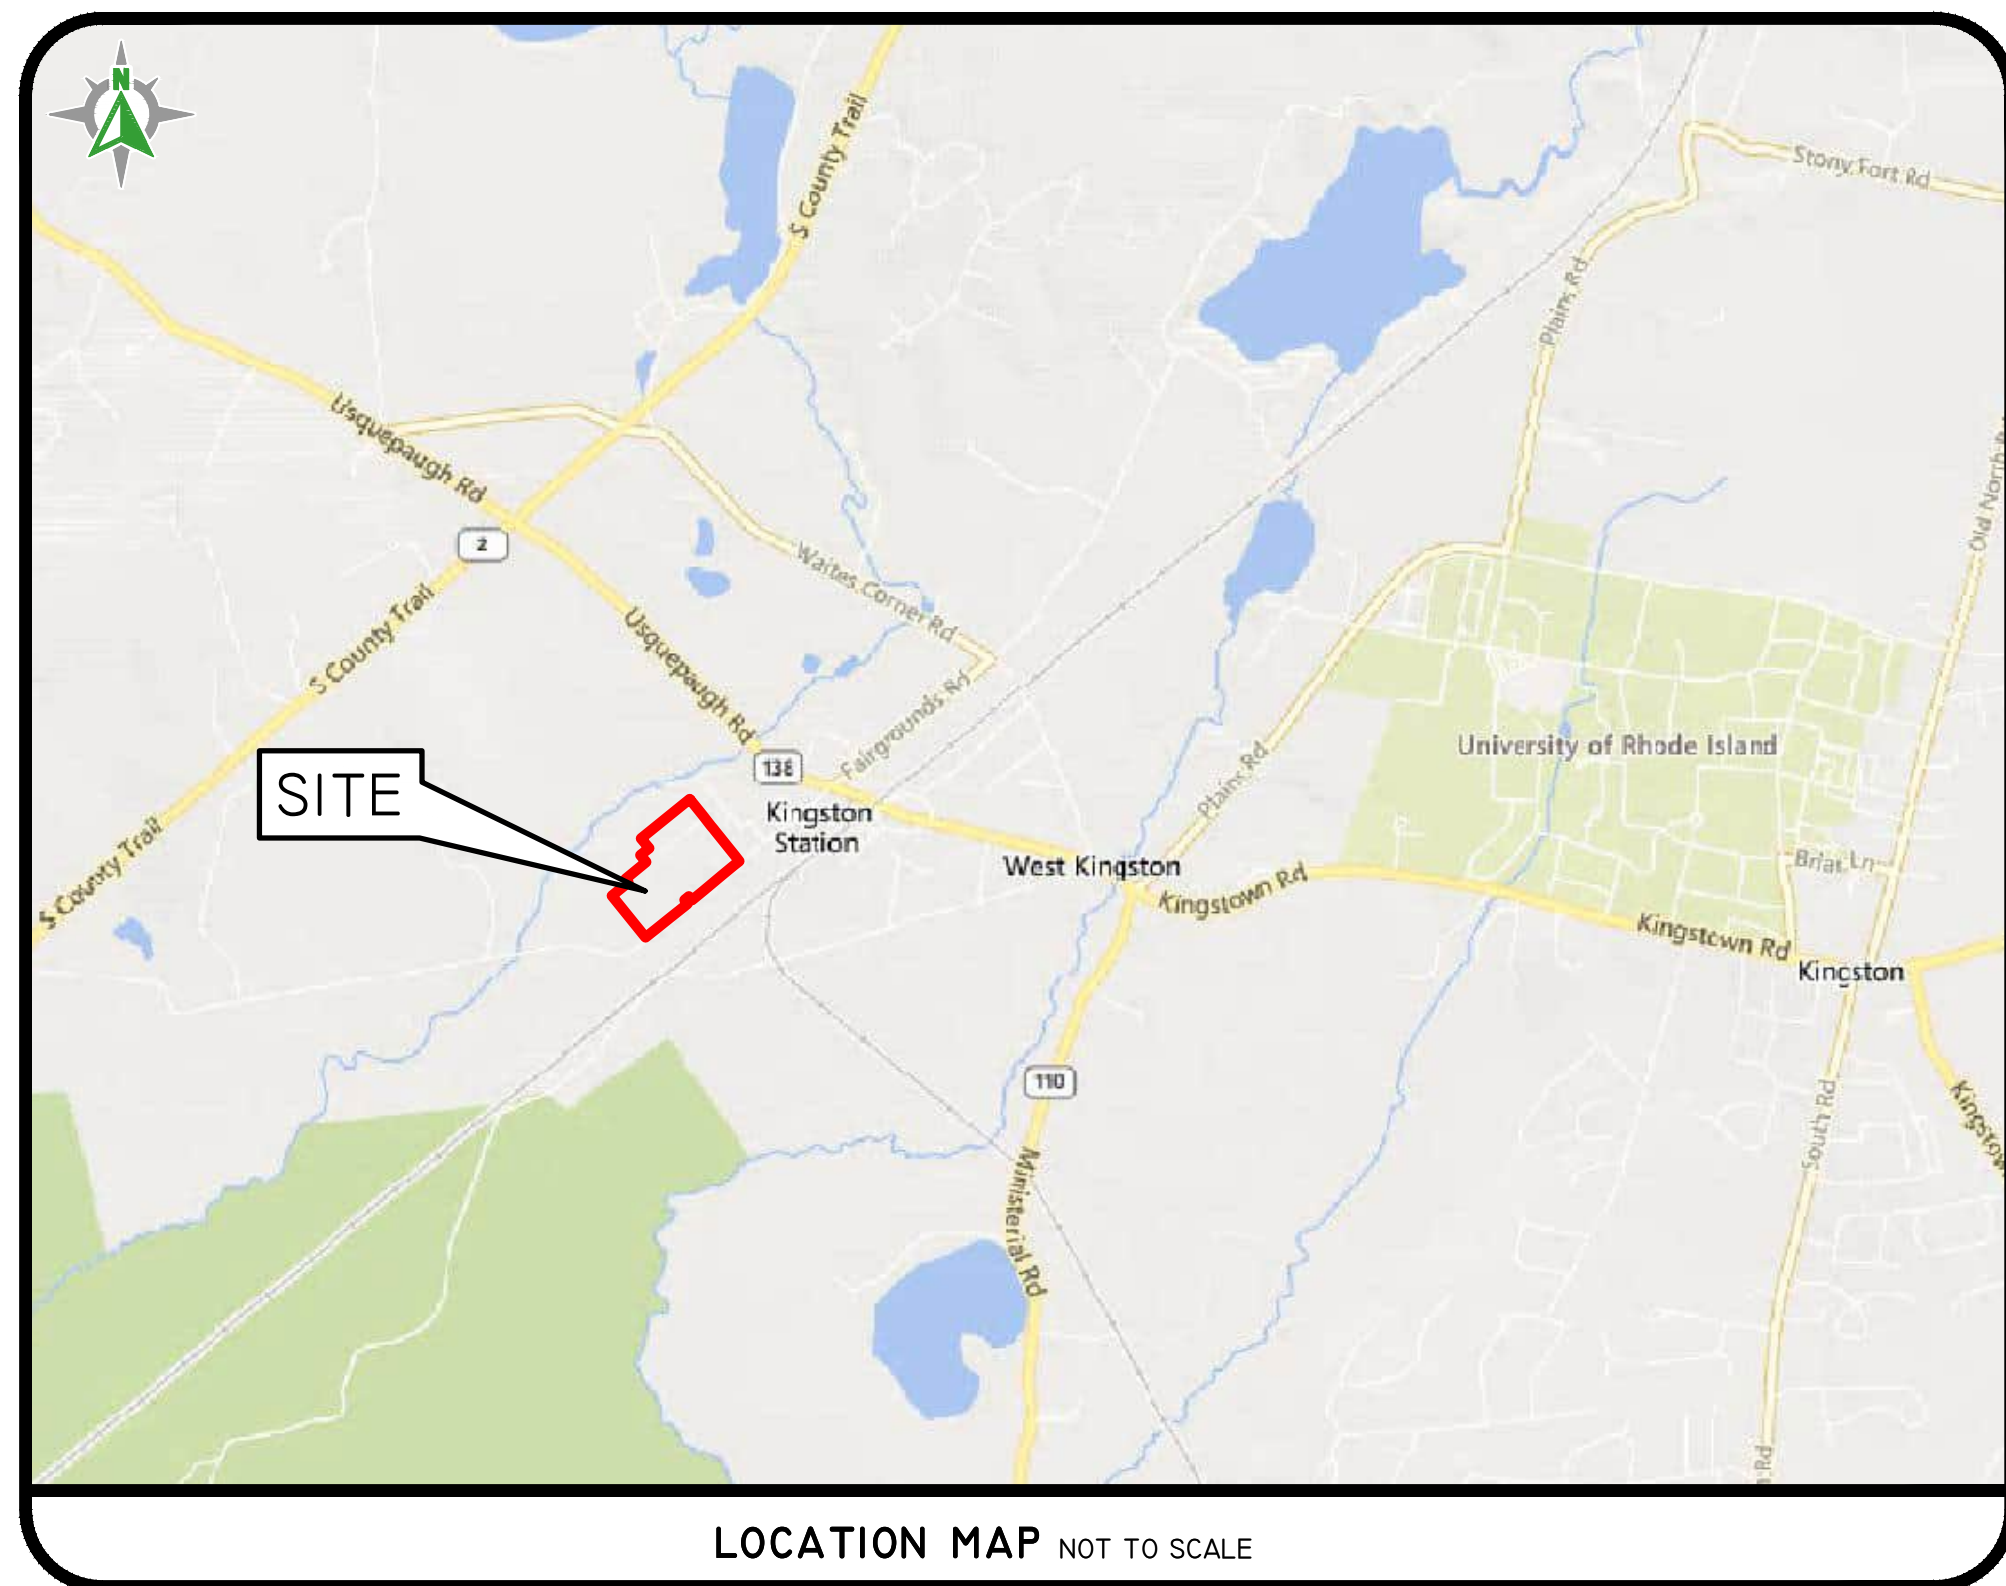 N
S County Trail
Stony Fort Rd
Plains Rd
Usquepaugh Rd
2
Waites Corner Rd
S County Trail
Usquepaugh Rd
Fairgrounds Rd
138
University of Rhode Island
SITE
Kingston
Station
Plains Rd
West Kingston
Briar Ln
S County Trail
Kingstown Rd
Kingstown Rd
Kingston
110
South Rd
Ministerial Rd
Rd
LOCATION MAP NOT TO SCALE